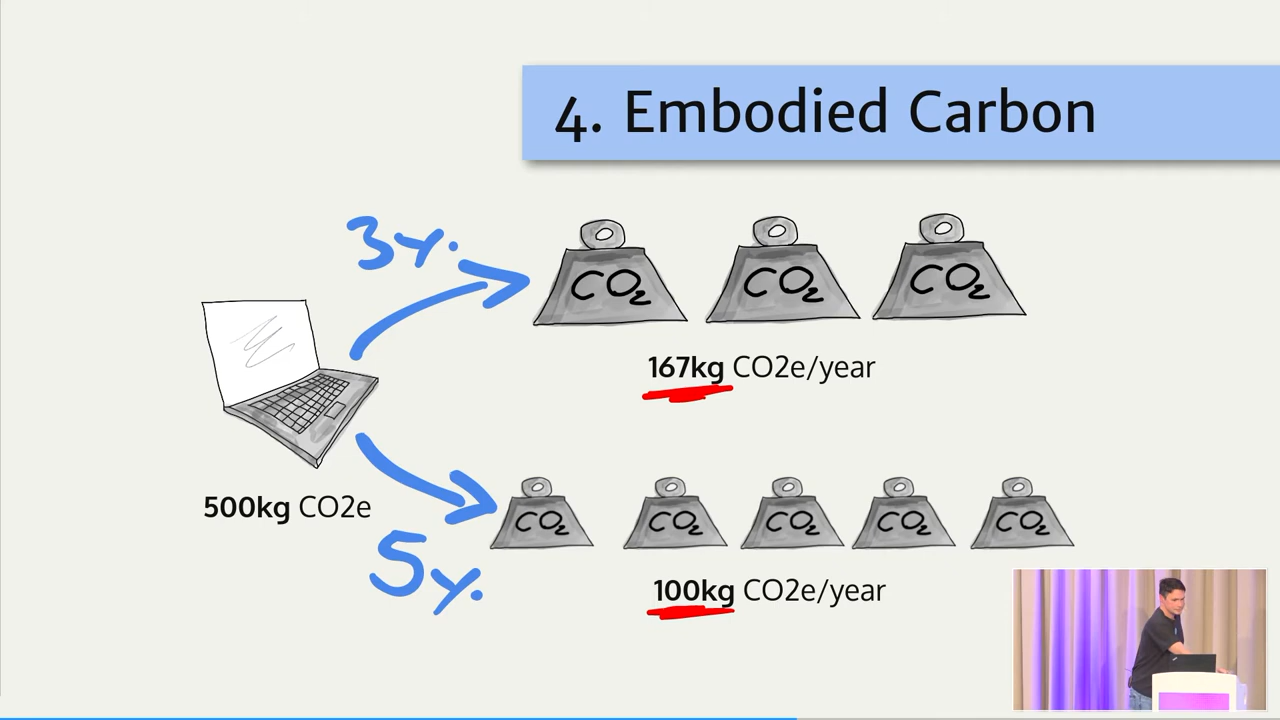 4. Embodied Carbon
3y.
CO2
CO2
CO2
167kg CO2e/year
500kg CO2e
5y.
CO2
CO2
CO2
CO2
CO2
100kg CO2e/year